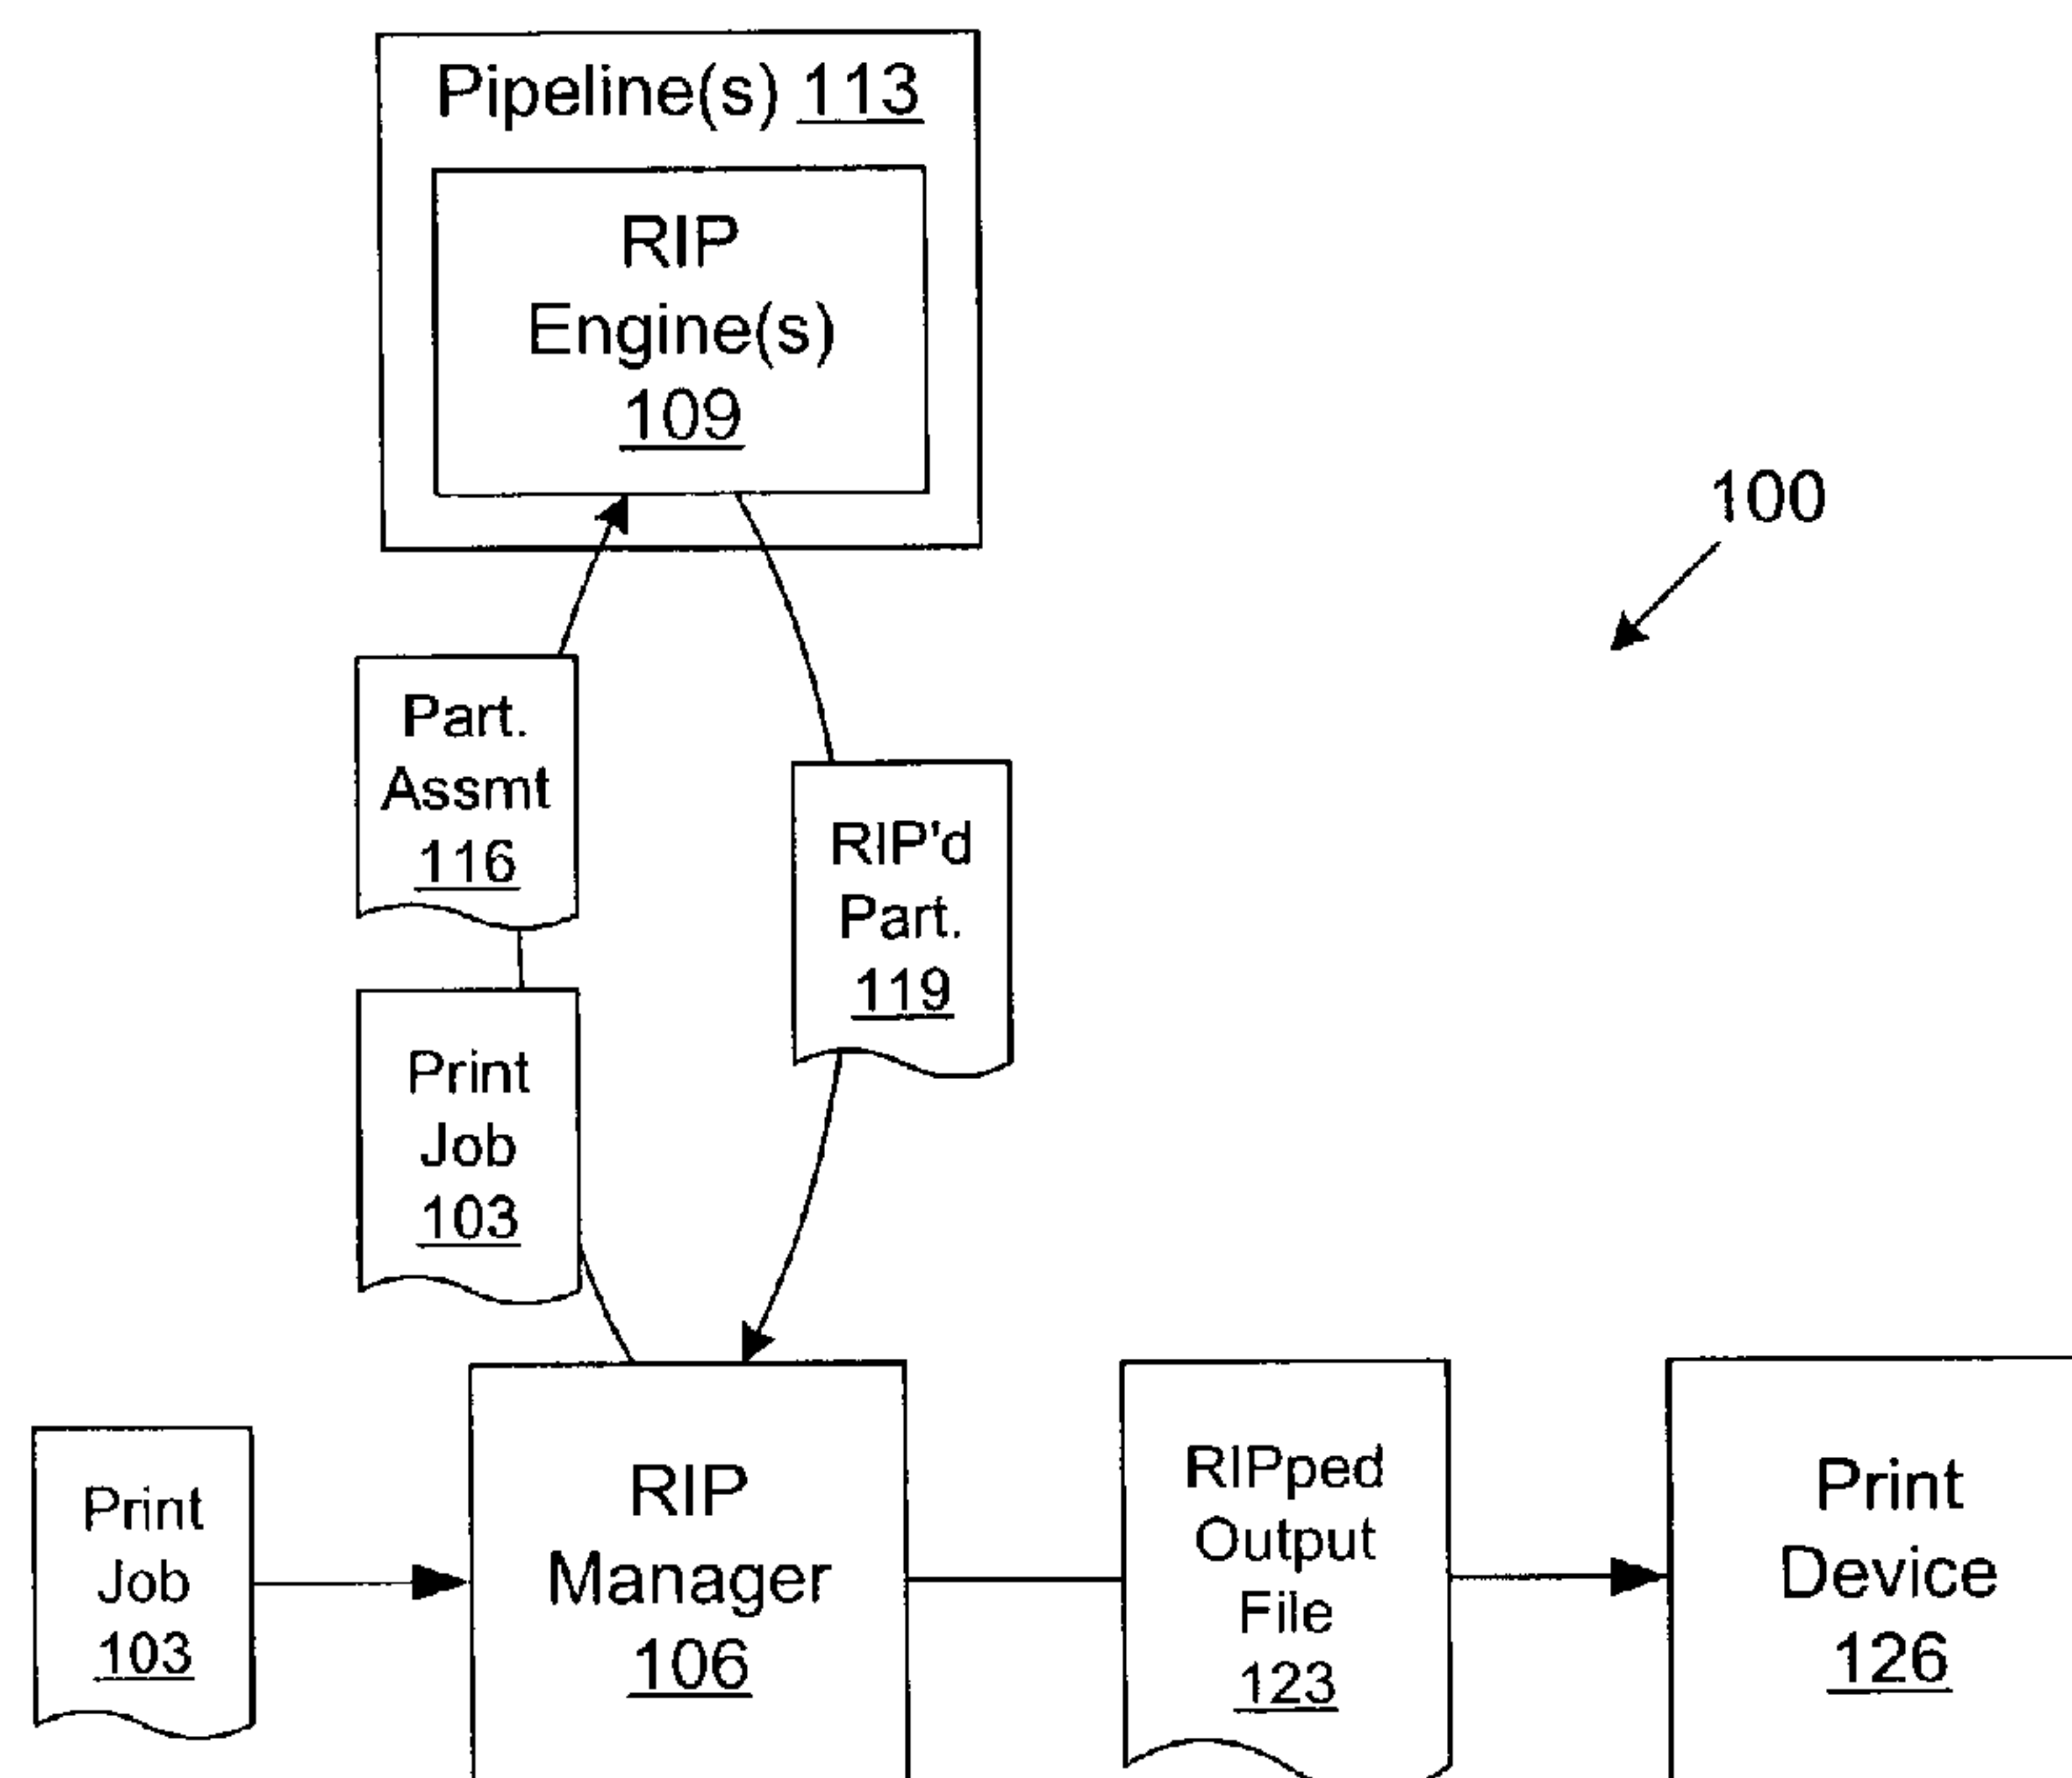 Pipeline(s) 113
RIP
Engine(s)
109
100
Part.
Assmt
116
RIP'd
Part.
119
Print
Job
103
Print
Job
103
RIP
Manager
106
RIPped
Output
File
123
Print
Device
126